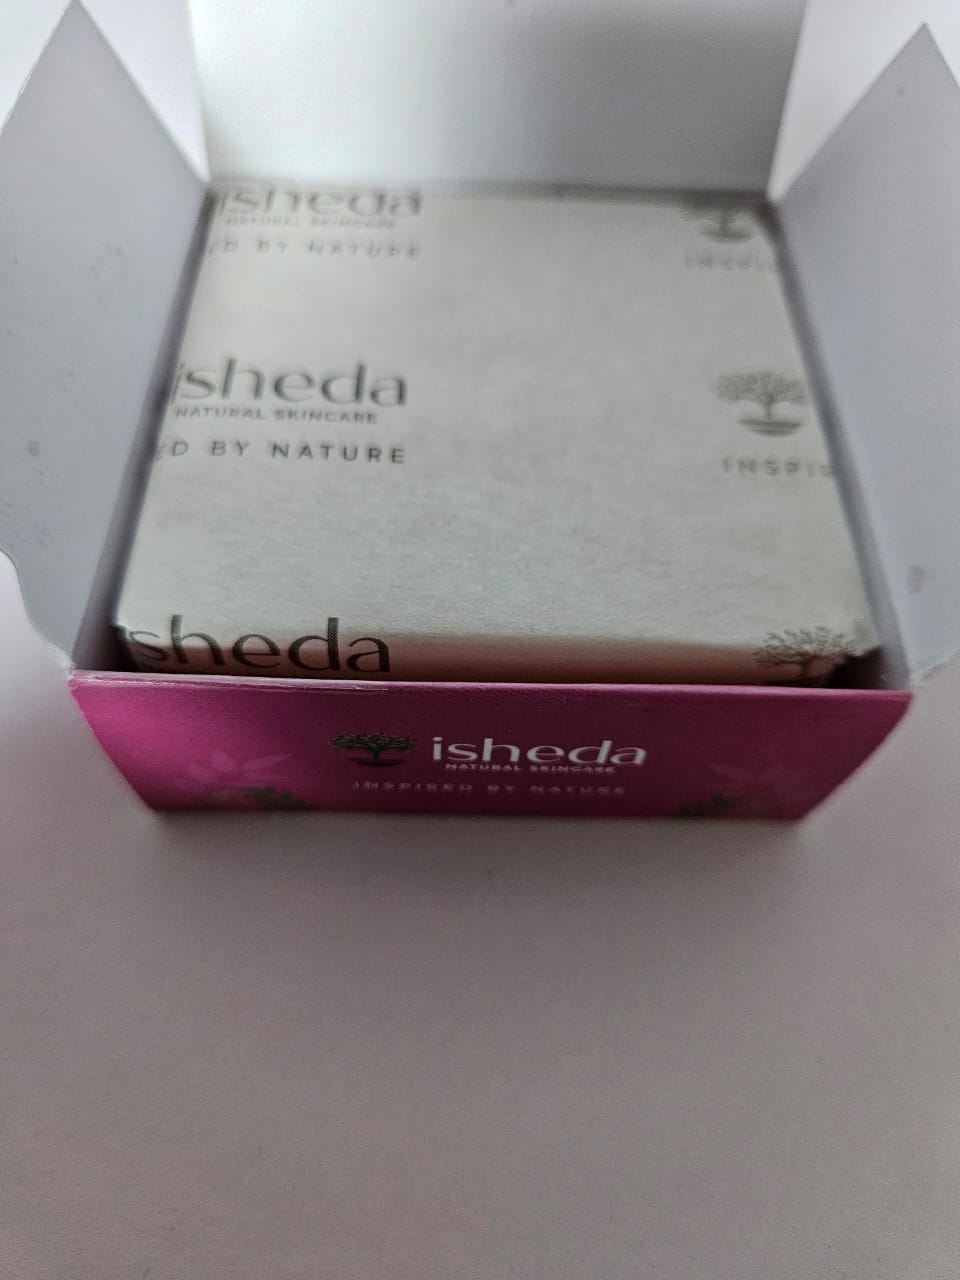 isheda
NATURAL SKINCARE
ED BY NATURE
INSPI
isheda
NATURAL SKINCARE
ED BY NATURE
INSPIR
sheda
isheda
NATURAL SKINCARE
INSPIRED BY NATURE